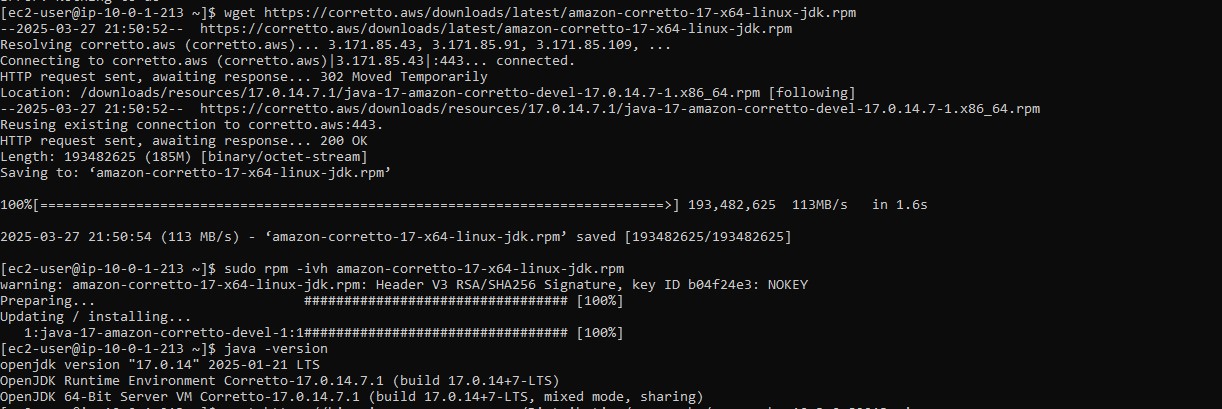 [ec2-user@ip-10-0-1-213 ~]$ wget https://corretto.aws/downloads/latest/amazon-corretto-17-x64-linux-jdk.rpm
--2025-03-27 21:50:52--  https://corretto.aws/downloads/latest/amazon-corretto-17-x64-linux-jdk.rpm
Resolving corretto.aws (corretto.aws)... 3.171.85.43, 3.171.85.91, 3.171.85.109, ...
Connecting to corretto.aws (corretto.aws)|3.171.85.43|:443... connected.
HTTP request sent, awaiting response... 302 Moved Temporarily
Location: /downloads/resources/17.0.14.7.1/java-17-amazon-corretto-devel-17.0.14.7-1.x86_64.rpm [following]
--2025-03-27 21:50:52--  https://corretto.aws/downloads/resources/17.0.14.7.1/java-17-amazon-corretto-devel-17.0.14.7-1.x86_64.rpm
Reusing existing connection to corretto.aws:443.
HTTP request sent, awaiting response... 200 OK
Length: 193482625 (185M) [binary/octet-stream]
Saving to: ‘amazon-corretto-17-x64-linux-jdk.rpm’
100%[==============================================================================>] 193,482,625  113MB/s   in 1.6s
2025-03-27 21:50:54 (113 MB/s) - ‘amazon-corretto-17-x64-linux-jdk.rpm’ saved [193482625/193482625]
[ec2-user@ip-10-0-1-213 ~]$ sudo rpm -ivh amazon-corretto-17-x64-linux-jdk.rpm
warning: amazon-corretto-17-x64-linux-jdk.rpm: Header V3 RSA/SHA256 Signature, key ID b04f24e3: NOKEY
Preparing...                          ################################# [100%]
Updating / installing...
   1:java-17-amazon-corretto-devel-1:1################################# [100%]
[ec2-user@ip-10-0-1-213 ~]$ java -version
openjdk version "17.0.14" 2025-01-21 LTS
OpenJDK Runtime Environment Corretto-17.0.14.7.1 (build 17.0.14+7-LTS)
OpenJDK 64-Bit Server VM Corretto-17.0.14.7.1 (build 17.0.14+7-LTS, mixed mode, sharing)